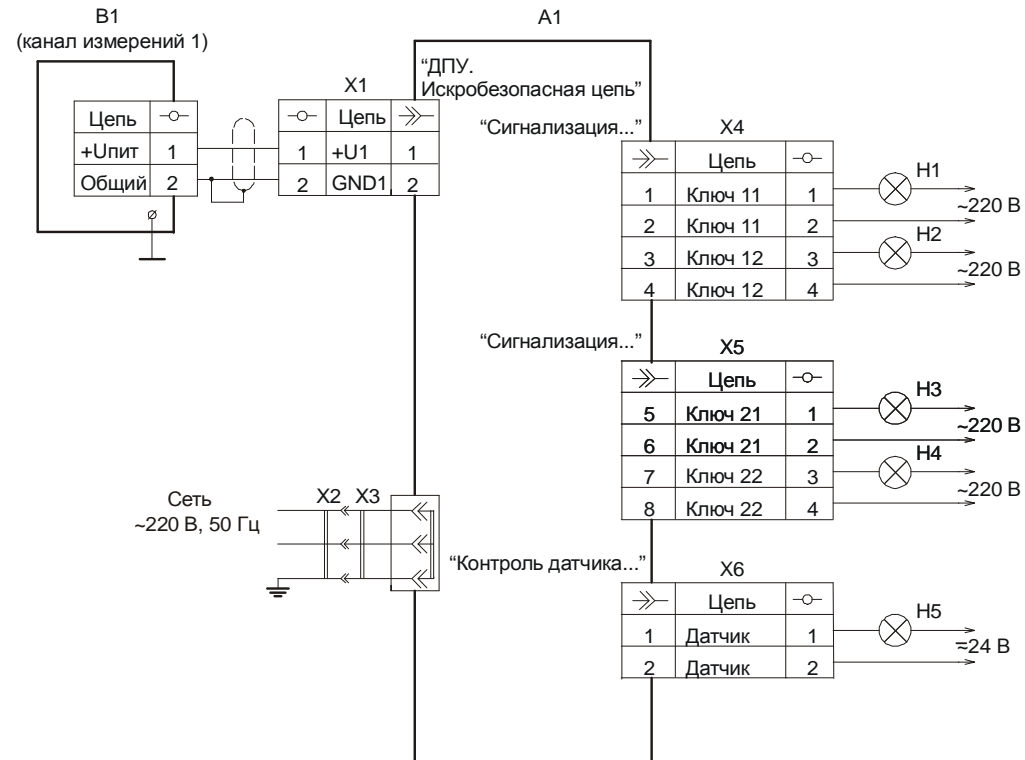 B1
(канал измерений 1)
A1
“ДПУ.
Искробезопасная цепь”
X1
Цепь
+Uпит 1
Общий 2
Цепь
1 +U1 1
2 GND1 2
“Сигнализация...”
X4
Цепь
1 Ключ 11 1
2 Ключ 11 2
3 Ключ 12 3
4 Ключ 12 4
H1
~220 В
H2
~220 В
“Сигнализация...”
X5
Цепь
5 Ключ 21 1
6 Ключ 21 2
7 Ключ 22 3
8 Ключ 22 4
H3
~220 В
H4
~220 В
Сеть
~220 В, 50 Гц
X2 X3
“Контроль датчика...”
X6
Цепь
1 Датчик 1
2 Датчик 2
H5
≂24 В